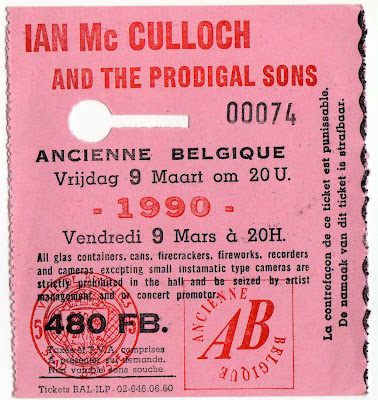 IAN Mc CULLOCH
AND THE PRODIGAL SONS
00074
ANCIENNE BELGIQUE
Vrijdag 9 Maart om 20 U.
- 1990 -
Vendredi 9 Mars à 20H.
All glas containers, cans, firecrackers, fireworks, recorders
and cameras excepting small instamatic type cameras are
strictly prohibited in the hall and be seized by artist
management and or concert promotor.
480 FB.
Taxes et T.V.A. comprises
A présenter sur demande.
Non valable sans souche.
Tickets BAL-ILP - 02-646.06.60
ANCIENNE
AB
BELGIQUE
La contrefaçon de ce ticket est punissable.
De namaak van dit ticket is strafbaar.